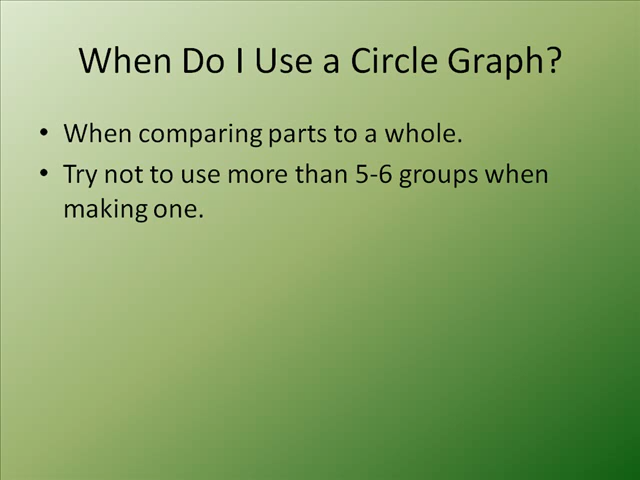 When Do I Use a Circle Graph?
• When comparing parts to a whole.
• Try not to use more than 5-6 groups when
making one.